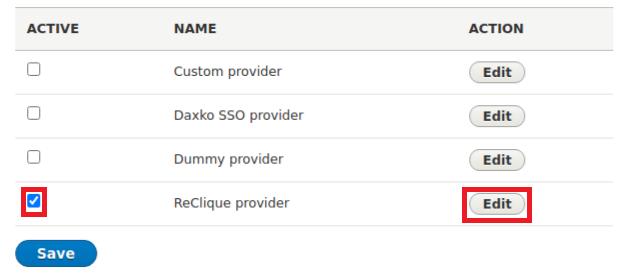 ACTIVE NAME ACTION
Custom provider Edit
Daxko SSO provider Edit
Dummy provider Edit
ReClique provider Edit
Save